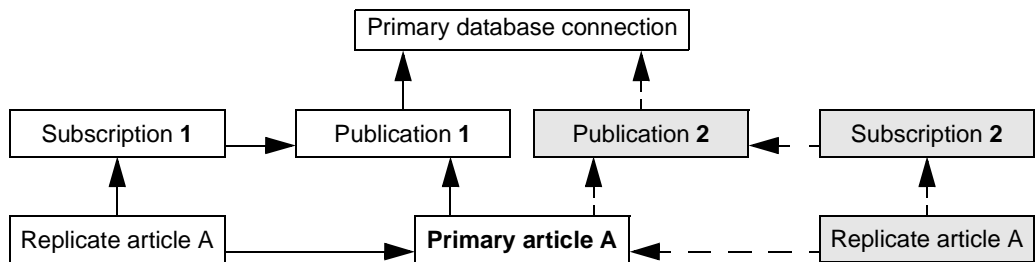 Primary database connection
Subscription 1
Publication 1
Publication 2
Subscription 2
Replicate article A
Primary article A
Replicate article A